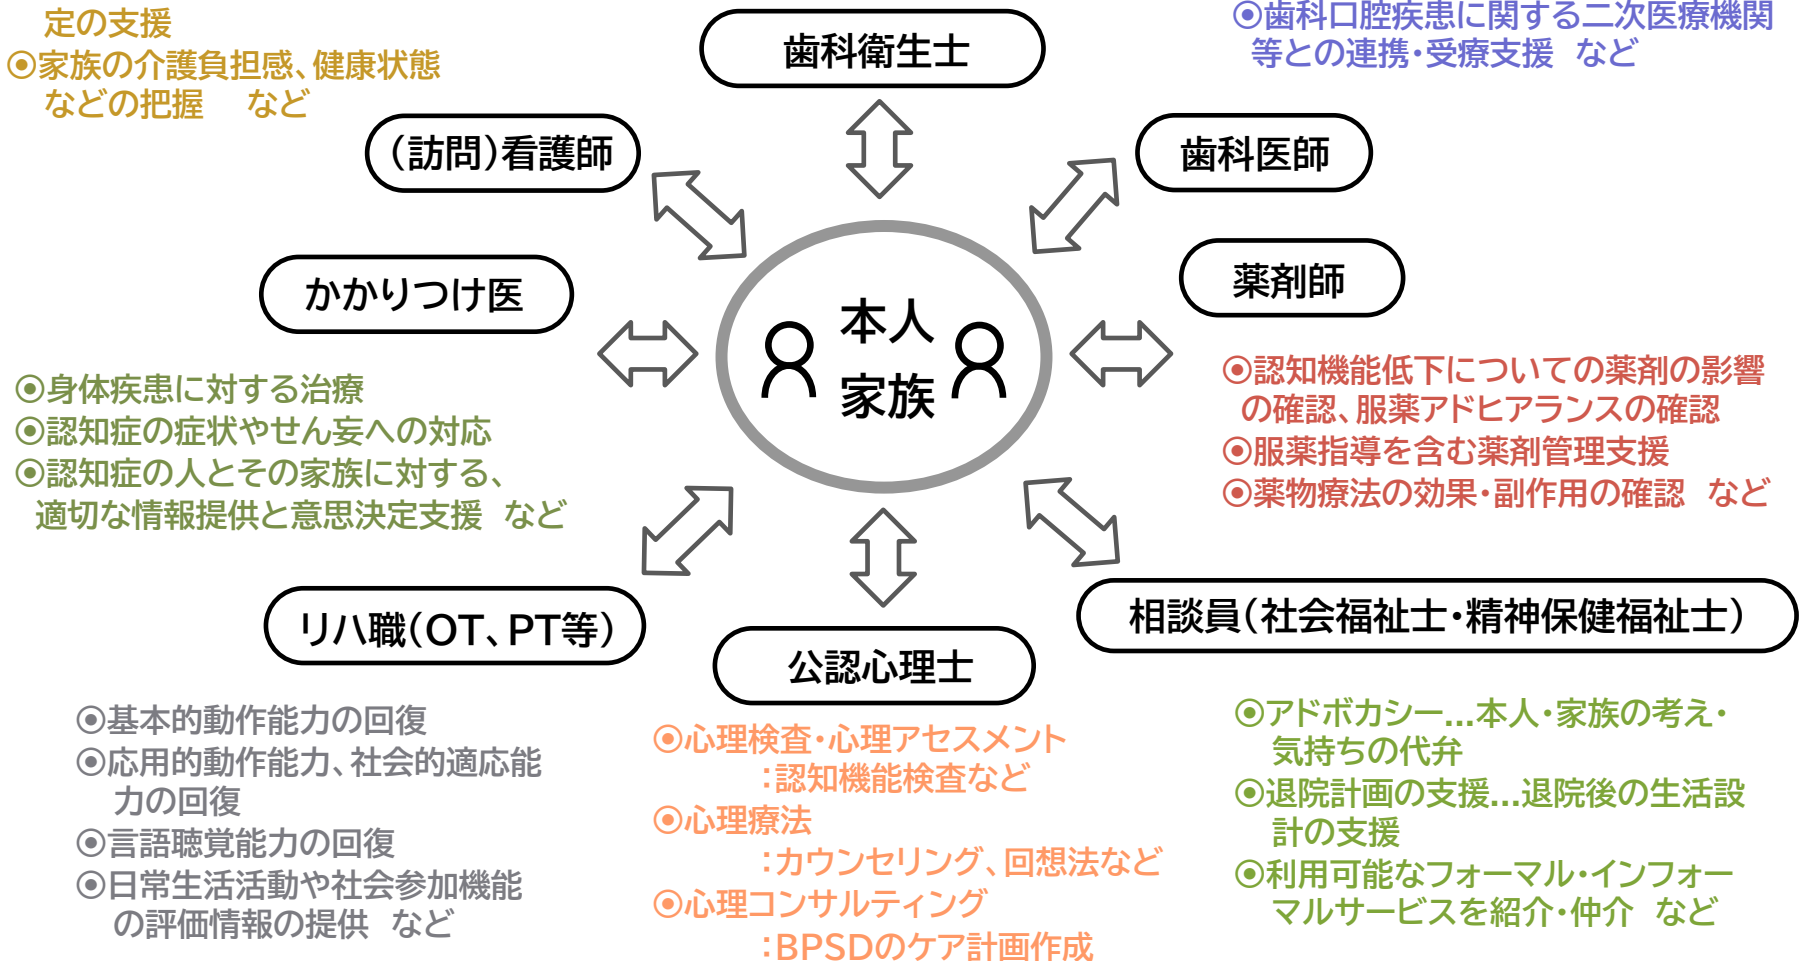 定の支援
⦿家族の介護負担感、健康状態
などの把握　など
⦿歯科口腔疾患に関する二次医療機関
等との連携・受療支援　など
歯科衛生士
（訪問）看護師
歯科医師
かかりつけ医
薬剤師
本人
家族
⦿身体疾患に対する治療
⦿認知症の症状やせん妄への対応
⦿認知症の人とその家族に対する、
適切な情報提供と意思決定支援　など
⦿認知機能低下についての薬剤の影響
の確認、服薬アドヒアランスの確認
⦿服薬指導を含む薬剤管理支援
⦿薬物療法の効果・副作用の確認　など
リハ職（OT、PT等）
公認心理士
相談員（社会福祉士・精神保健福祉士）
⦿基本的動作能力の回復
⦿応用的動作能力、社会的適応能
力の回復
⦿言語聴覚能力の回復
⦿日常生活活動や社会参加機能
の評価情報の提供　など
⦿心理検査・心理アセスメント
：認知機能検査など
⦿心理療法
：カウンセリング、回想法など
⦿心理コンサルティング
：BPSDのケア計画作成
⦿アドボカシー…本人・家族の考え・
気持ちの代弁
⦿退院計画の支援…退院後の生活設
計の支援
⦿利用可能なフォーマル・インフォー
マルサービスを紹介・仲介　など